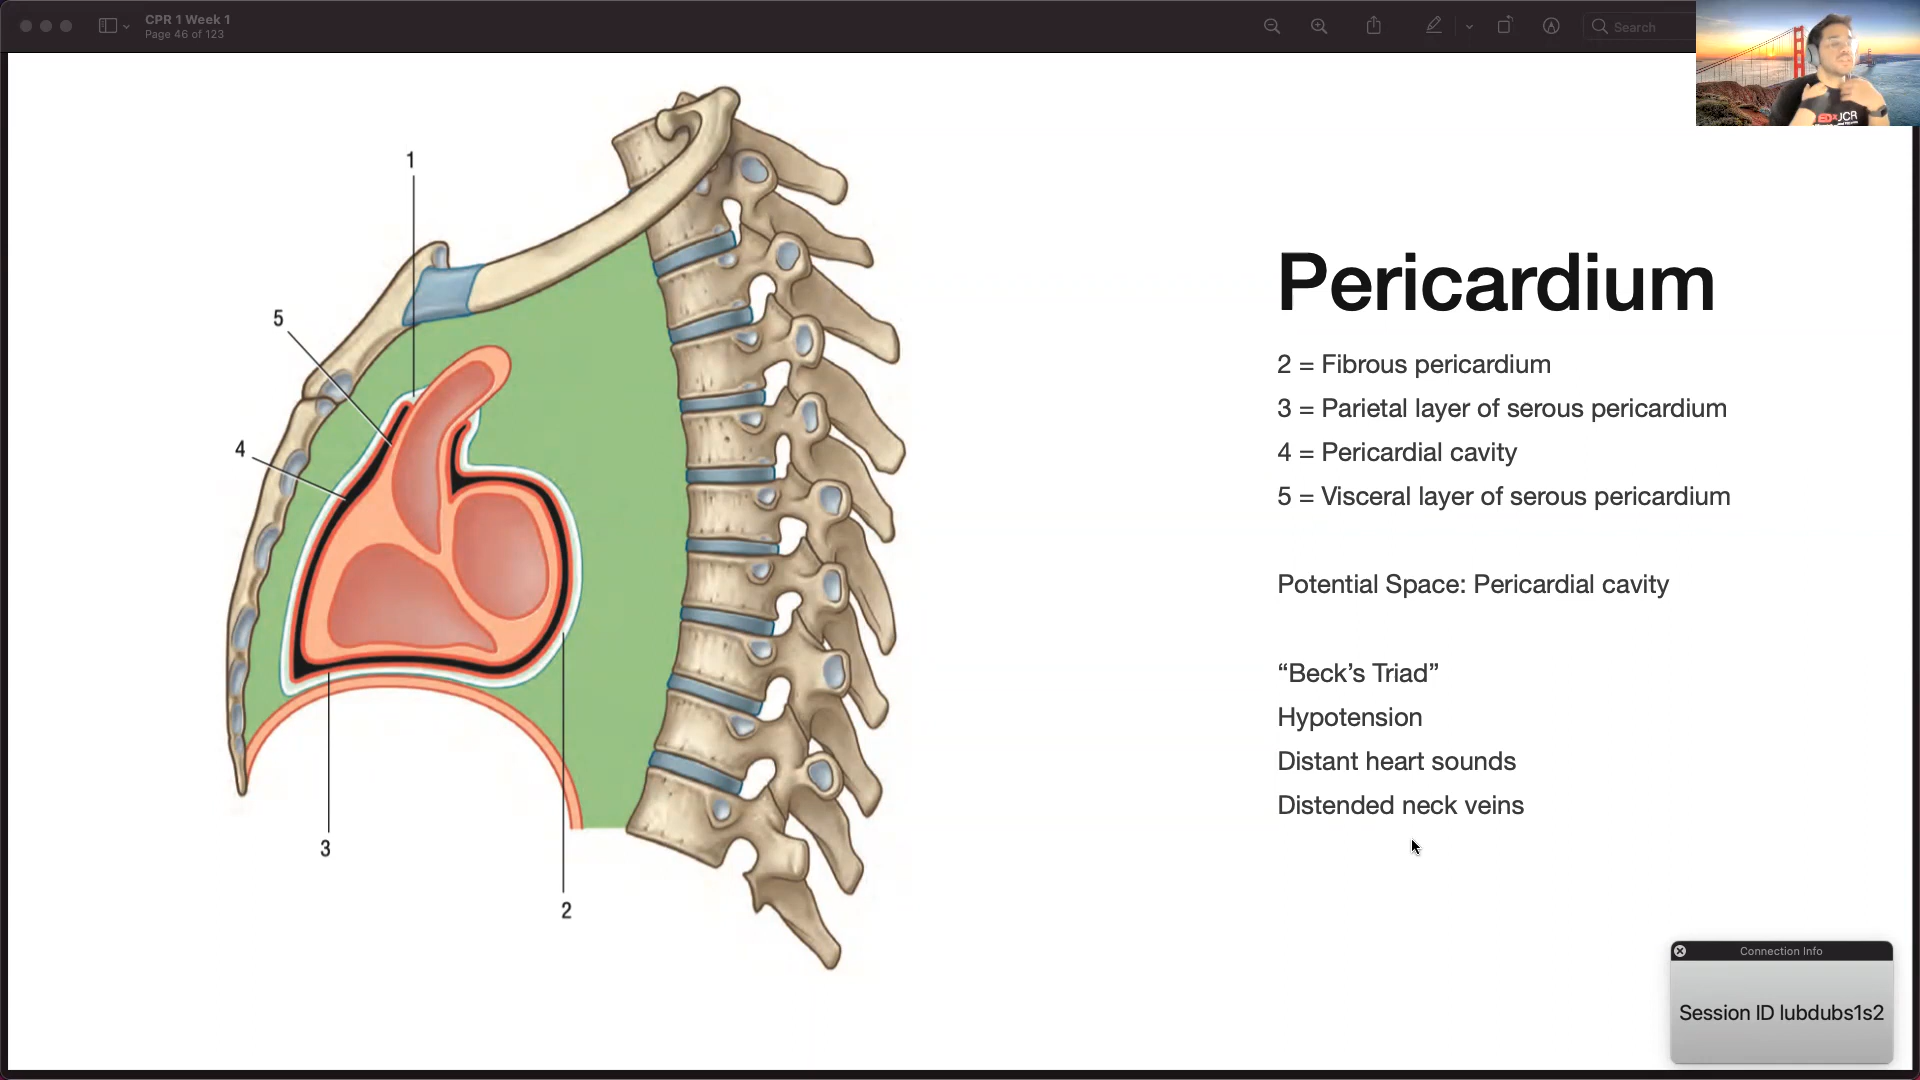 CPR 1 Week 1
Page 46 of 123
Search
1
5
4
3
2
Pericardium
2 = Fibrous pericardium
3 = Parietal layer of serous pericardium
4 = Pericardial cavity
5 = Visceral layer of serous pericardium
Potential Space: Pericardial cavity
“Beck’s Triad”
Hypotension
Distant heart sounds
Distended neck veins
Connection Info
Session ID lubdubs1s2